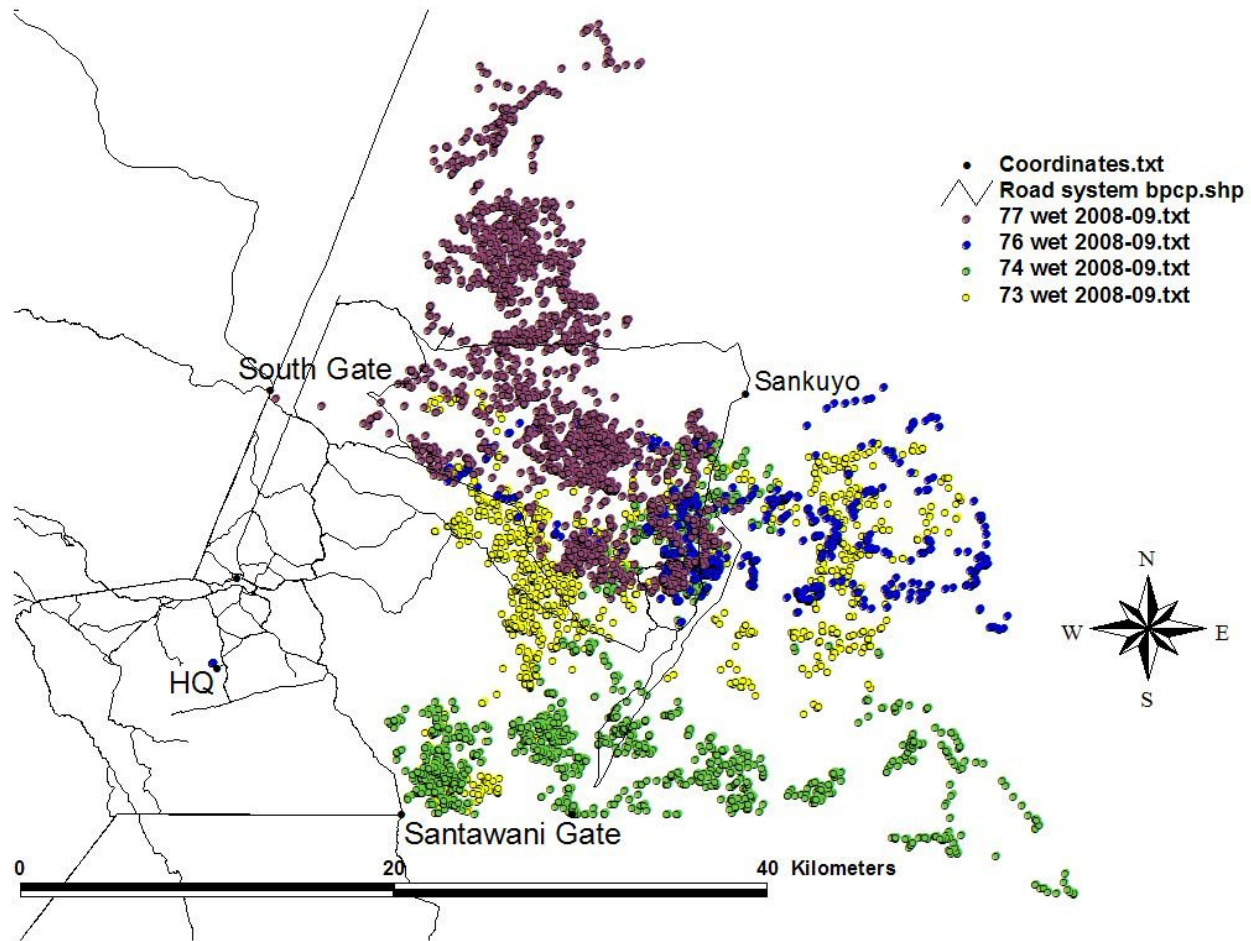 Coordinates.txt
Road system bpcp.shp
77 wet 2008-09.txt
76 wet 2008-09.txt
74 wet 2008-09.txt
73 wet 2008-09.txt
South Gate
Sankuyo
N
W E
S
HQ
Santawani Gate
0 20 40 Kilometers